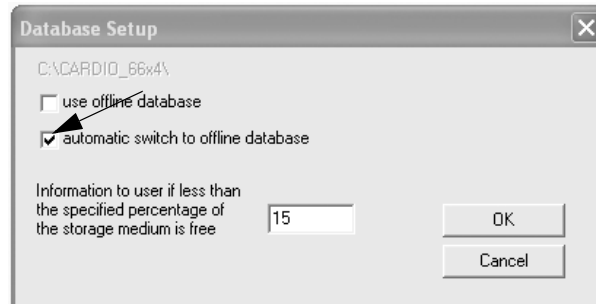 Database Setup
C:\CARDIO_66x4\
use offline database
automatic switch to offline database
Information to user if less than
the specified percentage of
the storage medium is free
15
OK
Cancel